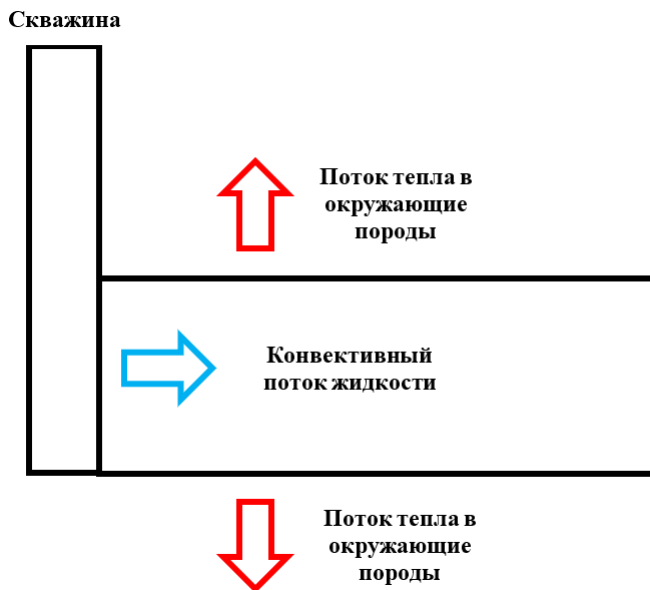 Скважина
Поток тепла в
окружающие
породы
Конвективный
поток жидкости
Поток тепла в
окружающие
породы